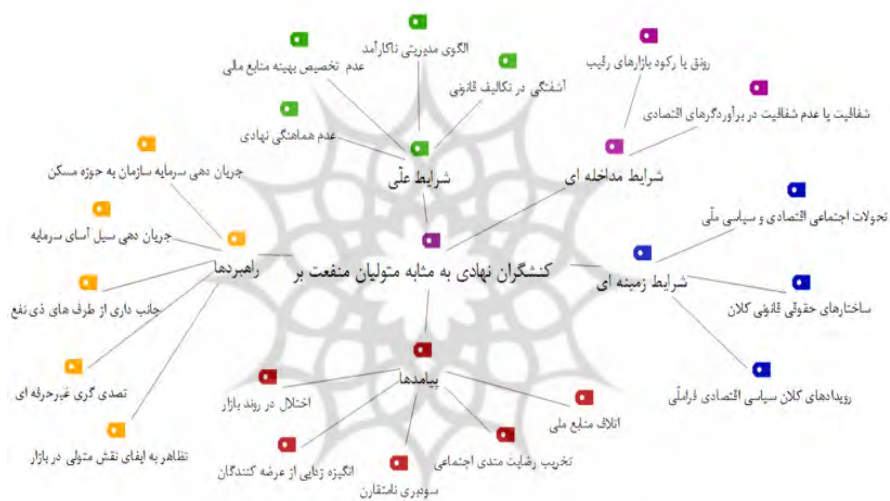 الگوی مدیریتی ناکارآمد
عدم تخصیص بهینه منابع مالی
آشفتگی در تکالیف قانونی
عدم هماهنگی نهادی
شرایط علّی
رونق یا رکود بازارهای رقیب
شفافیت یا عدم شفافیت در برآوردگرهای اقتصادی
شرایط مداخله ای
تحولات اجتماعی اقتصادی و سیاسی ملّی
شرایط زمینه ای
ساختارهای حقوقی قانونی کلان
رویدادهای کلان سیاسی اقتصادی فراملّی
کنشگران نهادی به مثابه متولیان منفعت بر
جریان دهی سرمایه سازمان به حوزه مسکن
جریان دهی سیل آسای سرمایه
راهبردها
جانب داری از طرف های ذی نفع
تصدی گری غیرحرفه ای
تظاهر به ایفای نقش متولی در بازار
پیامدها
اختلال در روند بازار
انگیزه زدایی از عرضه کنندگان
سودبری نامتقارن
تخریب رضایت مندی اجتماعی
اتلاف منابع ملی